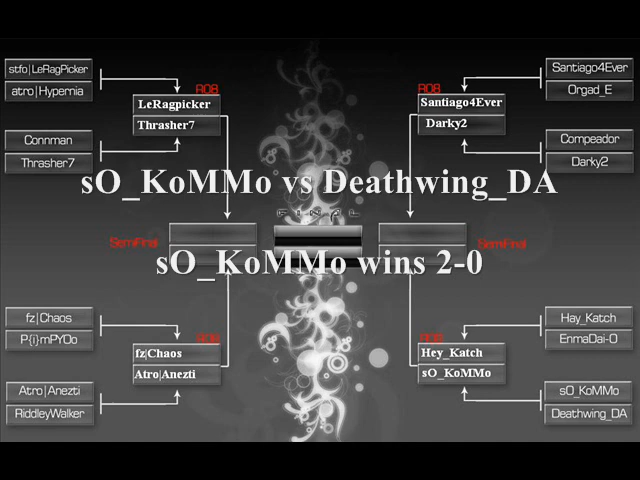 stfo|LeRagPicker
atro|Hypernia
Connman
Thrasher7
RO8
LeRagpicker
Thrasher7
RO8
Santiago4Ever
Darky2
Santiago4Ever
Orgad_E
Compeador
Darky2
sO_KoMMo vs Deathwing_DA
FINAL
SemiFinal
SemiFinal
sO_KoMMo wins 2-0
fz|Chaos
P{i}mPYOo
Atro|Anezti
RiddleyWalker
RO8
fz|Chaos
Atro|Anezti
RO8
Hey_Katch
sO_KoMMo
Hay_Katch
EnmaDai-O
sO_KoMMo
Deathwing_DA